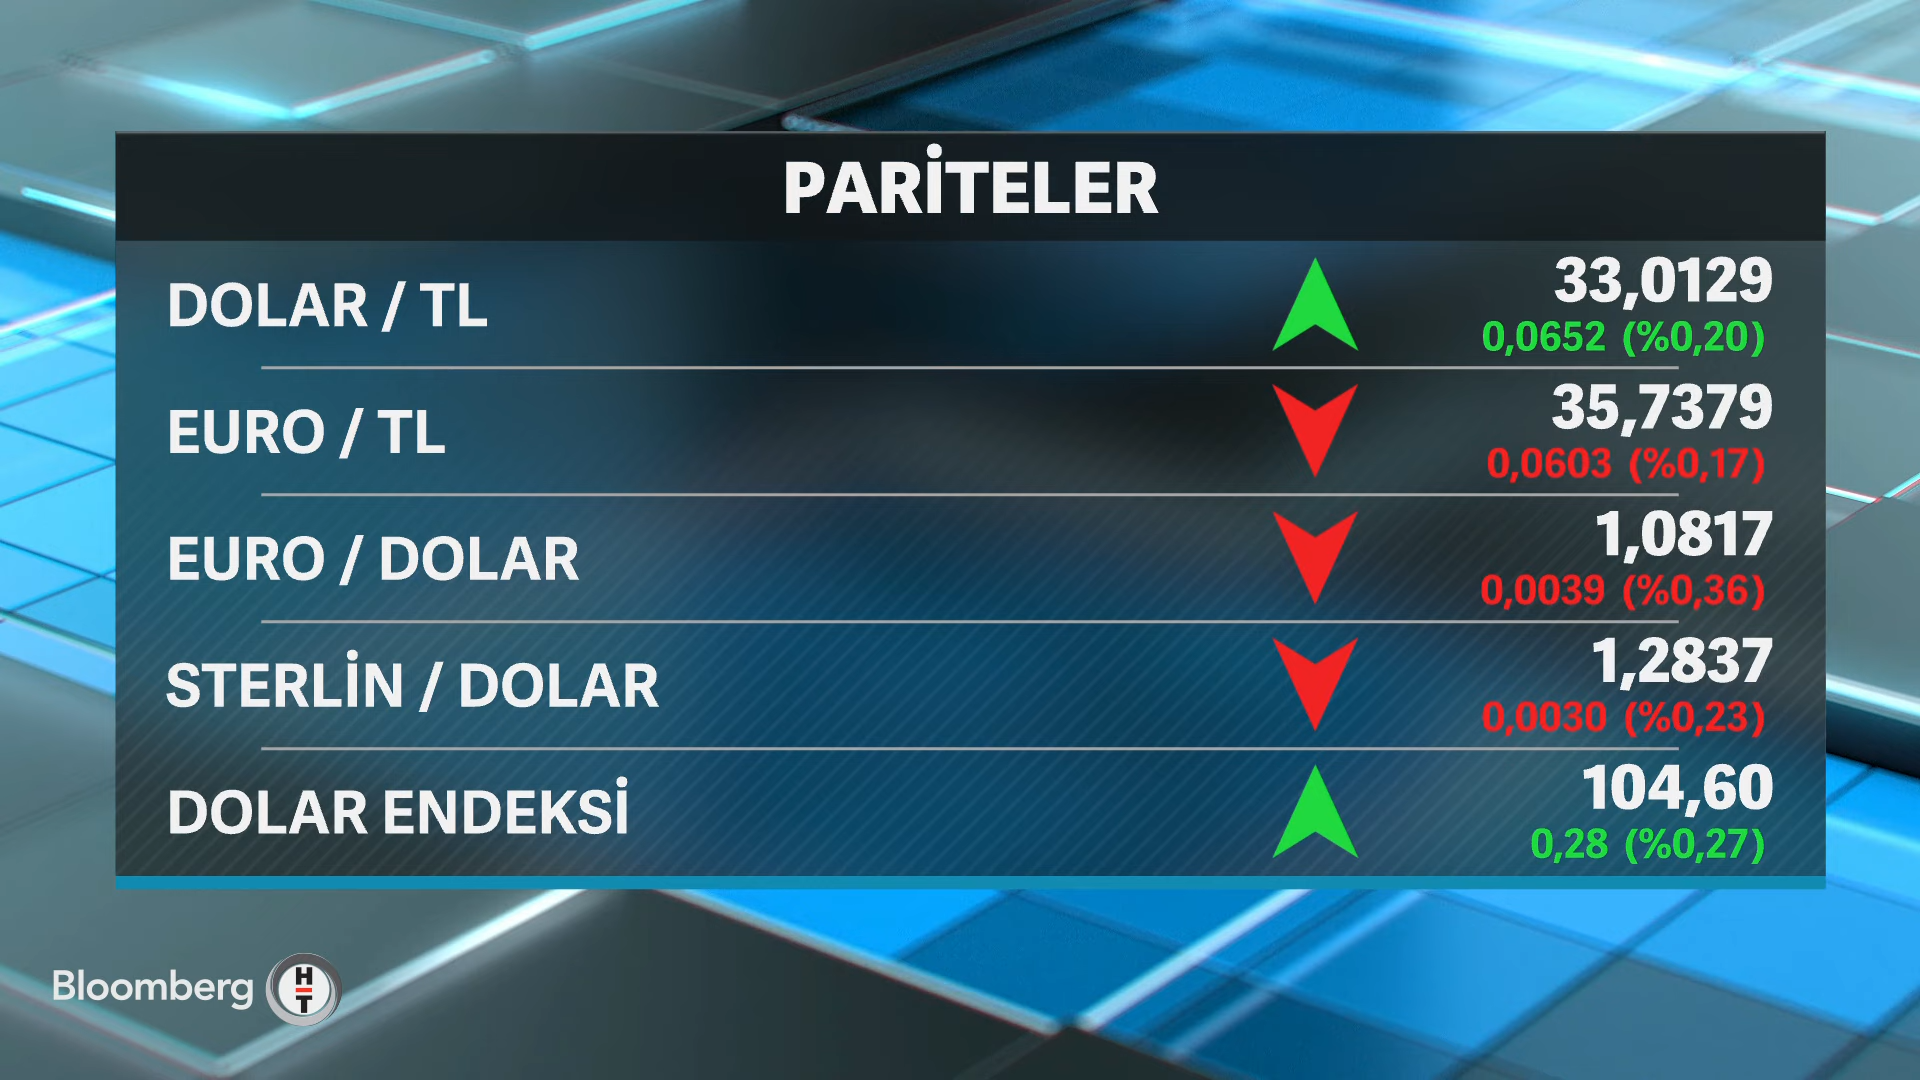 PARİTELER
DOLAR / TL
33,0129
0,0652 (%0,20)
EURO / TL
35,7379
0,0603 (%0,17)
EURO / DOLAR
1,0817
0,0039 (%0,36)
STERLİN / DOLAR
1,2837
0,0030 (%0,23)
DOLAR ENDEKSİ
104,60
0,28 (%0,27)
Bloomberg HT